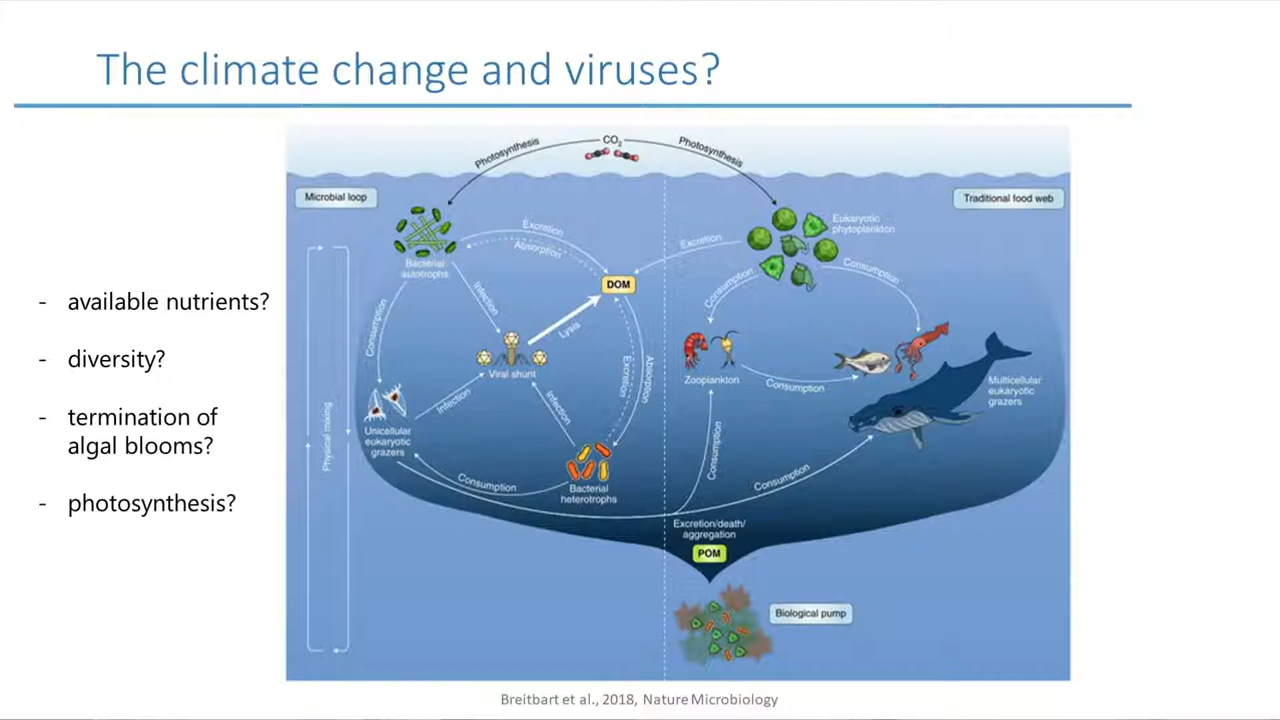 The climate change and viruses?
- available nutrients?
- diversity?
- termination of
algal blooms?
- photosynthesis?
Photosynthesis
CO2
Photosynthesis
Microbial loop
Traditional food web
Bacterial
autotrophs
Excretion
Absorption
DOM
Excretion
Eukaryotic
phytoplankton
Consumption
Consumption
Consumption
Infection
Lysis
Viral shunt
Excretion
Absorption
Zooplankton
Consumption
Multicellular
eukaryotic
grazers
Physical mixing
Unicellular
eukaryotic
grazers
Infection
Infection
Consumption
Bacterial
heterotrophs
Consumption
Consumption
Excretion/death/
aggregation
POM
Biological pump
Breitbart et al., 2018, Nature Microbiology